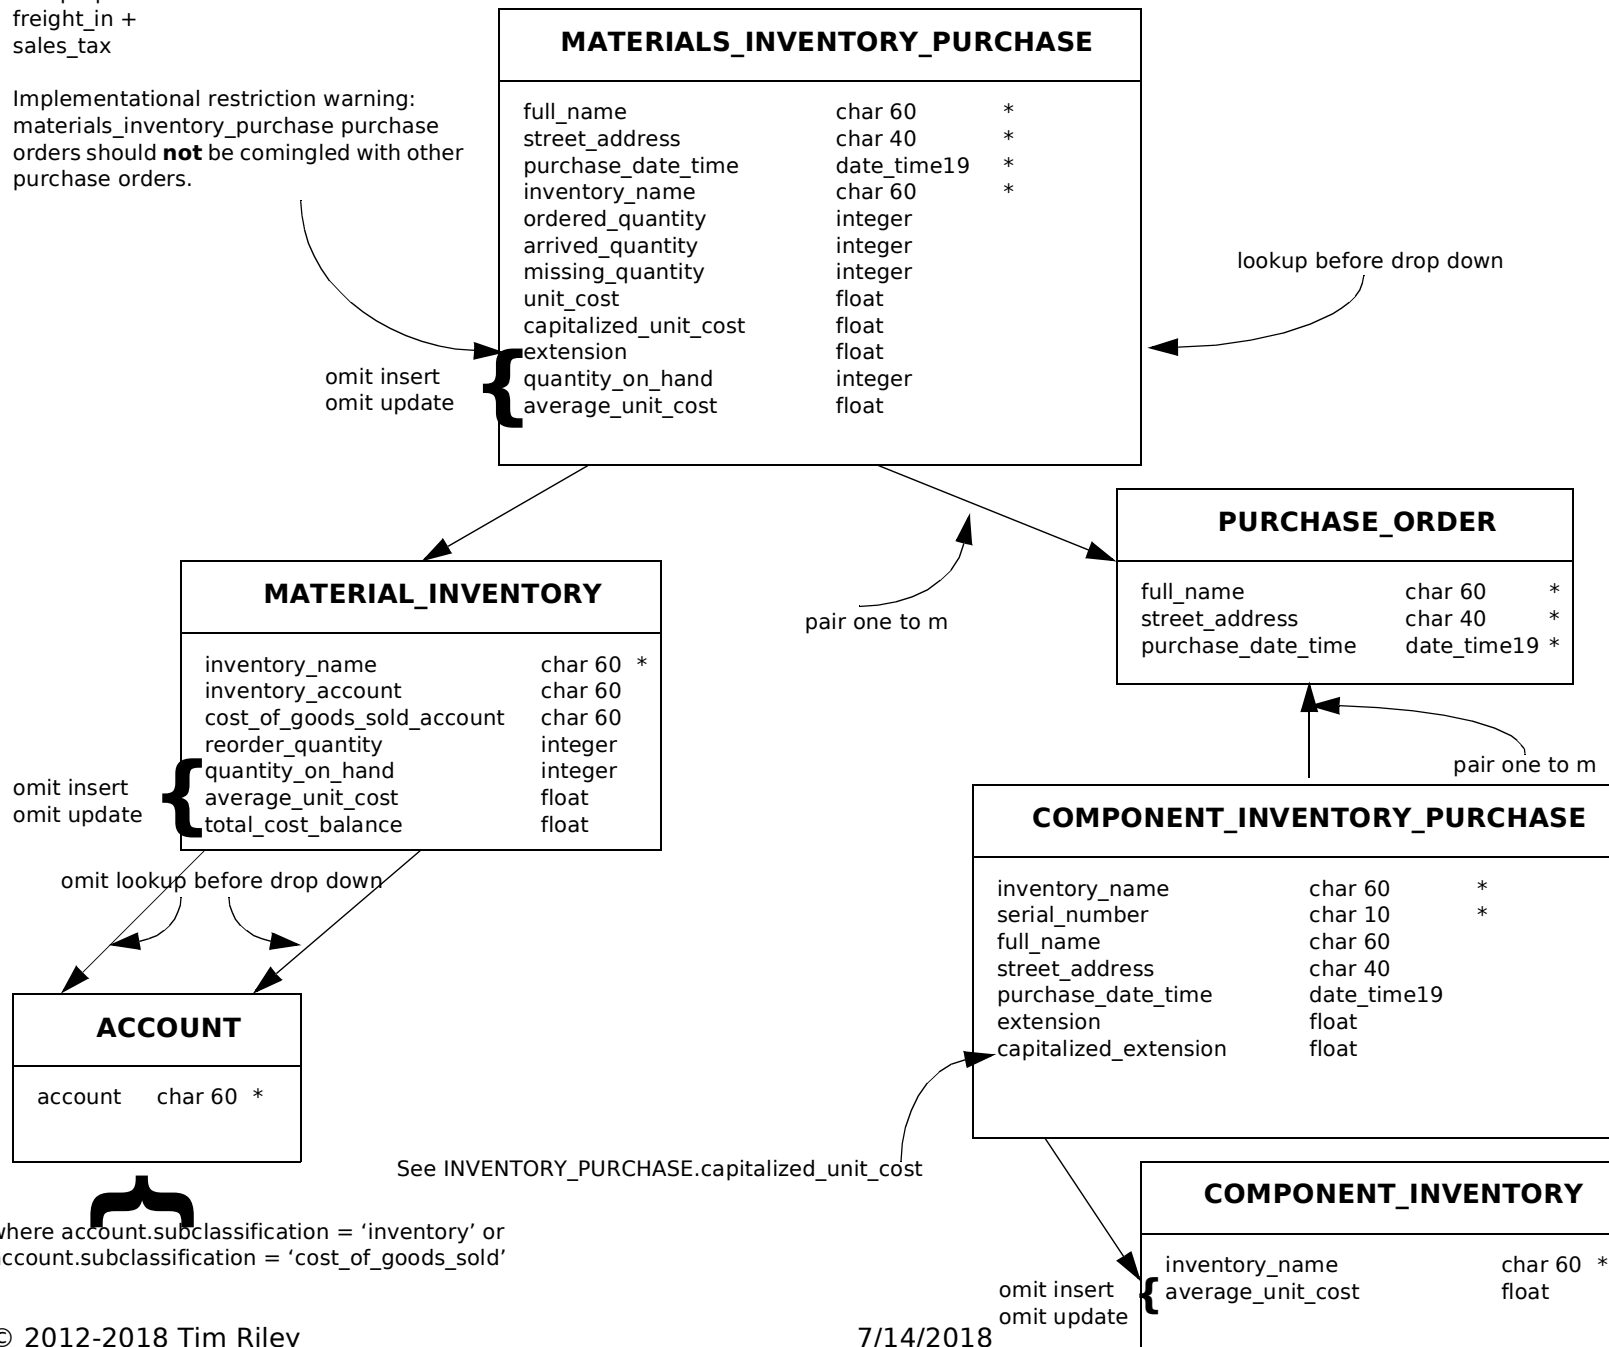 freight_in +
sales_tax
Implementational restriction warning:
materials_inventory_purchase purchase
orders should not be comingled with other
purchase orders.
MATERIALS_INVENTORY_PURCHASE
full_name char 60 *
street_address char 40 *
purchase_date_time date_time19 *
inventory_name char 60 *
ordered_quantity integer
arrived_quantity integer
missing_quantity integer
unit_cost float
capitalized_unit_cost float
extension float
quantity_on_hand integer
average_unit_cost float
omit insert
omit update
lookup before drop down
pair one to m
PURCHASE_ORDER
full_name char 60 *
street_address char 40 *
purchase_date_time date_time19 *
pair one to m
MATERIAL_INVENTORY
inventory_name char 60 *
inventory_account char 60
cost_of_goods_sold_account char 60
reorder_quantity integer
quantity_on_hand integer
average_unit_cost float
total_cost_balance float
omit insert
omit update
omit lookup before drop down
ACCOUNT
account char 60 *
where account.subclassification = ‘inventory’ or
account.subclassification = ‘cost_of_goods_sold’
COMPONENT_INVENTORY_PURCHASE
inventory_name char 60 *
serial_number char 10 *
full_name char 60
street_address char 40
purchase_date_time date_time19
extension float
capitalized_extension float
See INVENTORY_PURCHASE.capitalized_unit_cost
COMPONENT_INVENTORY
inventory_name char 60 *
average_unit_cost float
omit insert
omit update
© 2012-2018 Tim Riley
7/14/2018